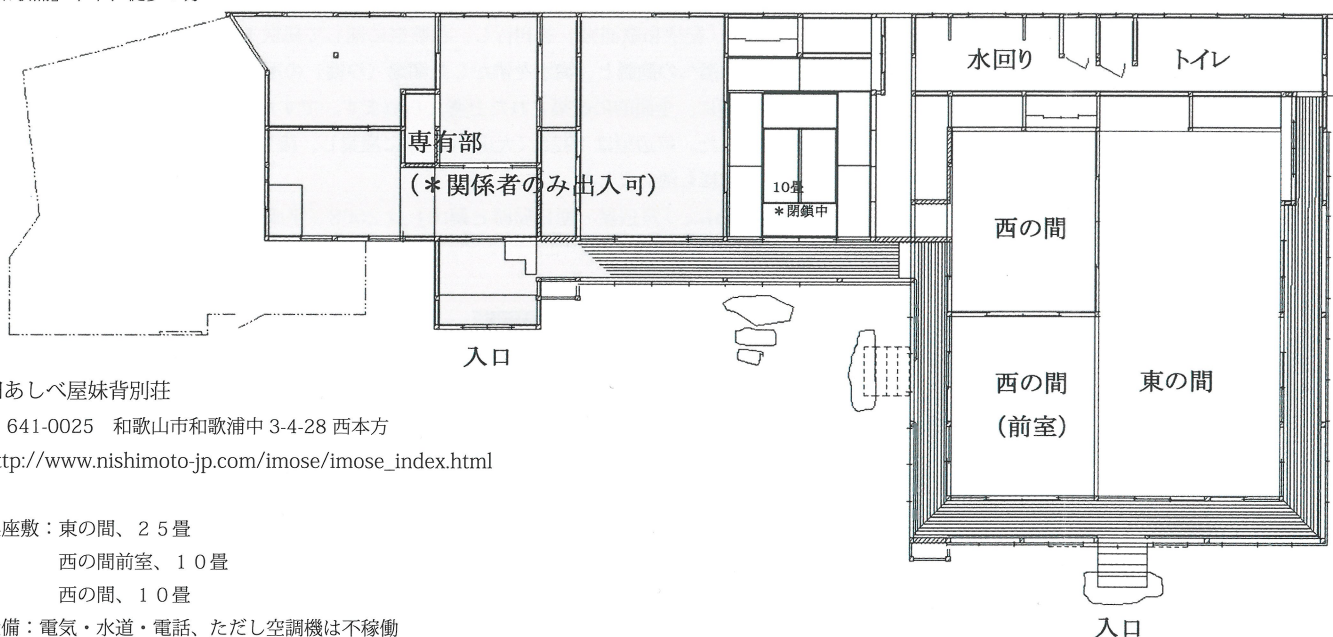 水回り
トイレ
専有部
(＊関係者のみ出入可)
10畳
＊閉鎖中
西の間
西の間
(前室)
東の間
入口
入口
あしべ屋妹背別荘
641-0025　和歌山市和歌浦中 3-4-28 西本方
ttp://www.nishimoto-jp.com/imose/imose_index.html
座敷：東の間、２５畳
西の間前室、１０畳
西の間、１０畳
備：電気・水道・電話、ただし空調機は不稼働